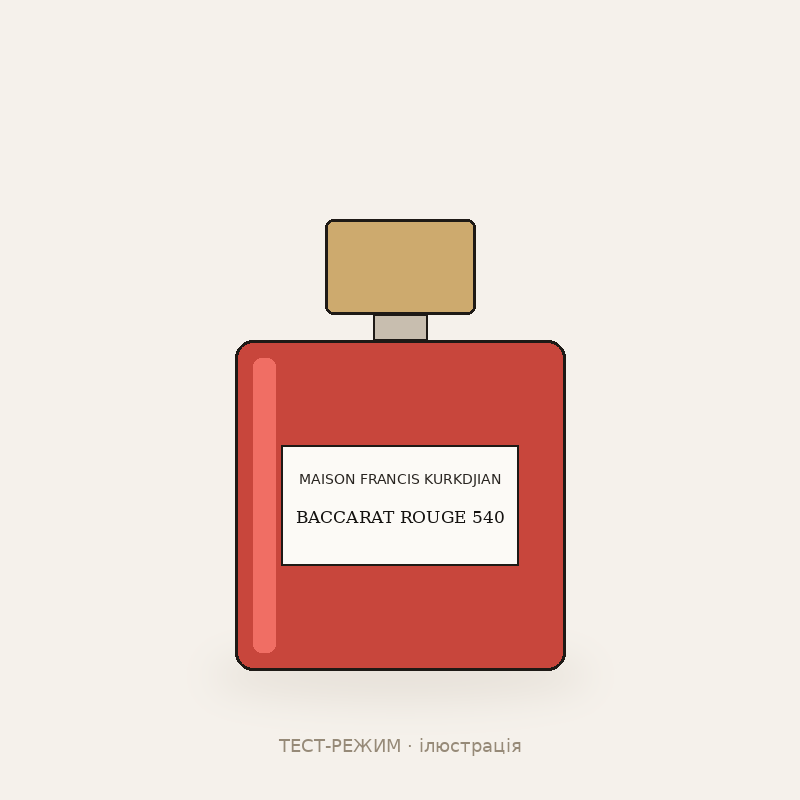 MAISON FRANCIS KURKDJIAN
BACCARAT ROUGE 540
ТЕСТ-РЕЖИМ · ілюстрація